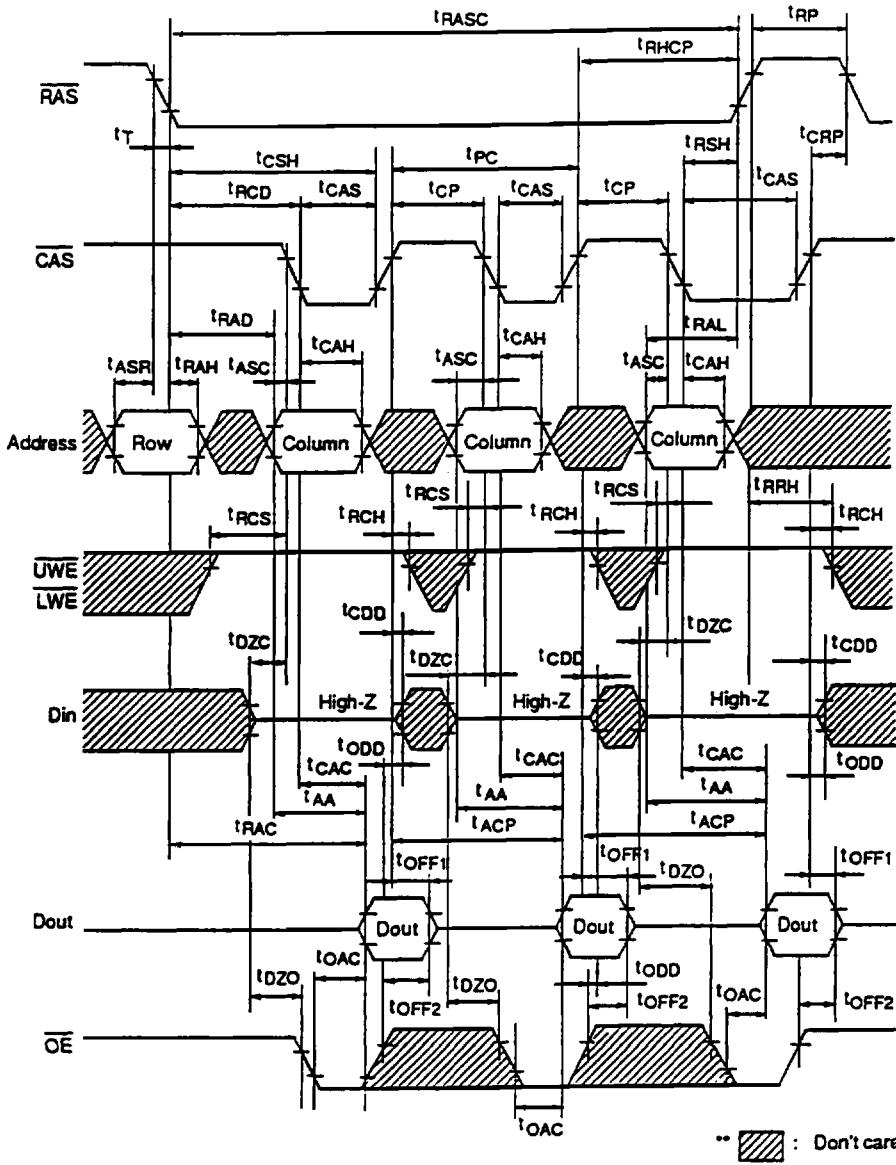 tRASC
tRP
tRHCP
RAS
tT
tCSH
tPC
tRSH
tCRP
tRCD
tCAS
tCP
tCAS
tCP
tCAS
CAS
tRAD
tCAH
tCAH
tRAL
tASR
tRAH
tASC
tASC
tASC
tCAH
Address
Row
Column
Column
Column
tRCS
tRCH
tRCS
tRCH
tRCS
tRRH
tRCH
UWE
LWE
tCDD
tDZC
tDZC
tCDD
tDZC
tCDD
Din
High-Z
High-Z
High-Z
tODD
tCAC
tCAC
tCAC
tODD
tAA
tAA
tAA
tRAC
tACP
tACP
tOFF1
tOFF1
tDZO
tOFF1
Dout
Dout
Dout
Dout
tOAC
tODD
tDZO
tOFF2
tDZO
tOFF2
tOAC
tOFF2
OE
tOAC
** : Don't care